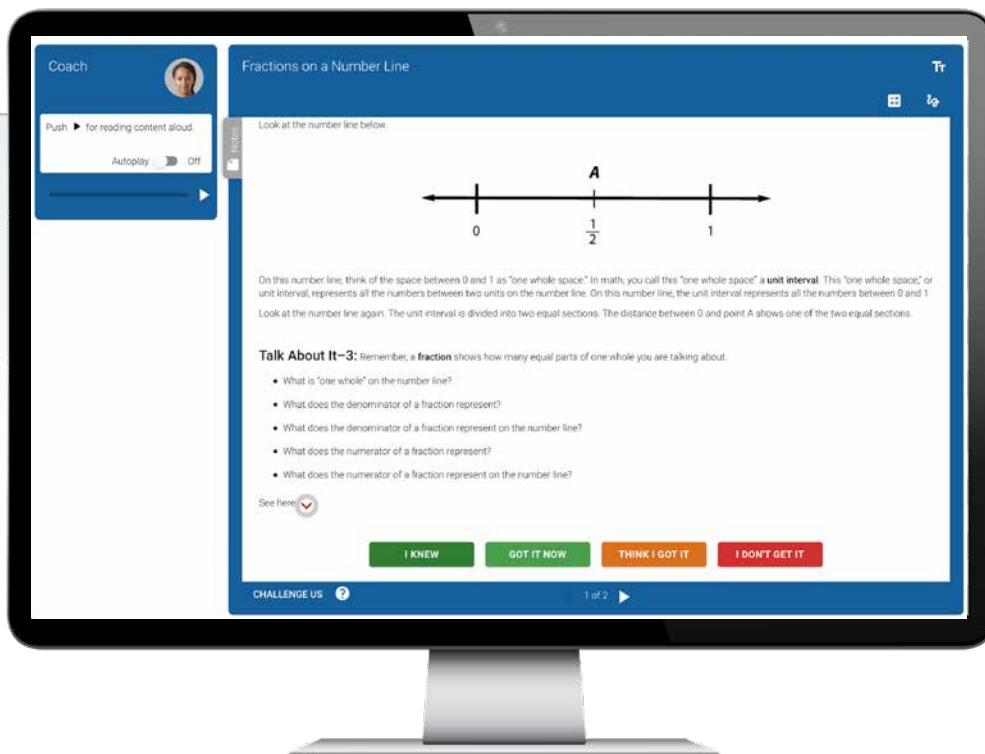 Coach
Push ▶ for reading content aloud.
Autoplay Off
Fractions on a Number Line
Tт
Notes
Look at the number line below.
A
0 1/2 1
On this number line, think of the space between 0 and 1 as "one whole space." In math, you call this "one whole space" a unit interval. This "one whole space," or
unit interval, represents all the numbers between two units on the number line. On this number line, the unit interval represents all the numbers between 0 and 1.
Look at the number line again. The unit interval is divided into two equal sections. The distance between 0 and point A shows one of the two equal sections.
Talk About It–3: Remember, a fraction shows how many equal parts of one whole you are talking about.
• What is "one whole" on the number line?
• What does the denominator of a fraction represent?
• What does the denominator of a fraction represent on the number line?
• What does the numerator of a fraction represent?
• What does the numerator of a fraction represent on the number line?
See here
I KNEW GOT IT NOW THINK I GOT IT I DON'T GET IT
CHALLENGE US ? 1 of 2 ▶